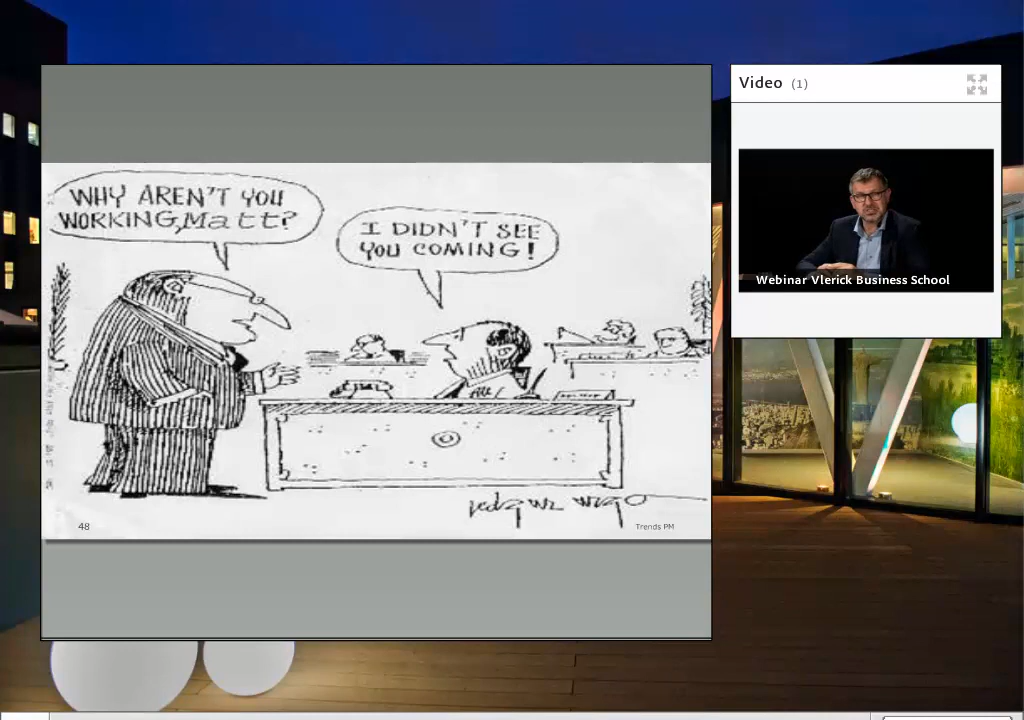 WHY AREN'T YOU
WORKING, Matt?
I DIDN'T SEE
YOU COMING!
48
Trends PM
Video (1)
Webinar Vlerick Business School